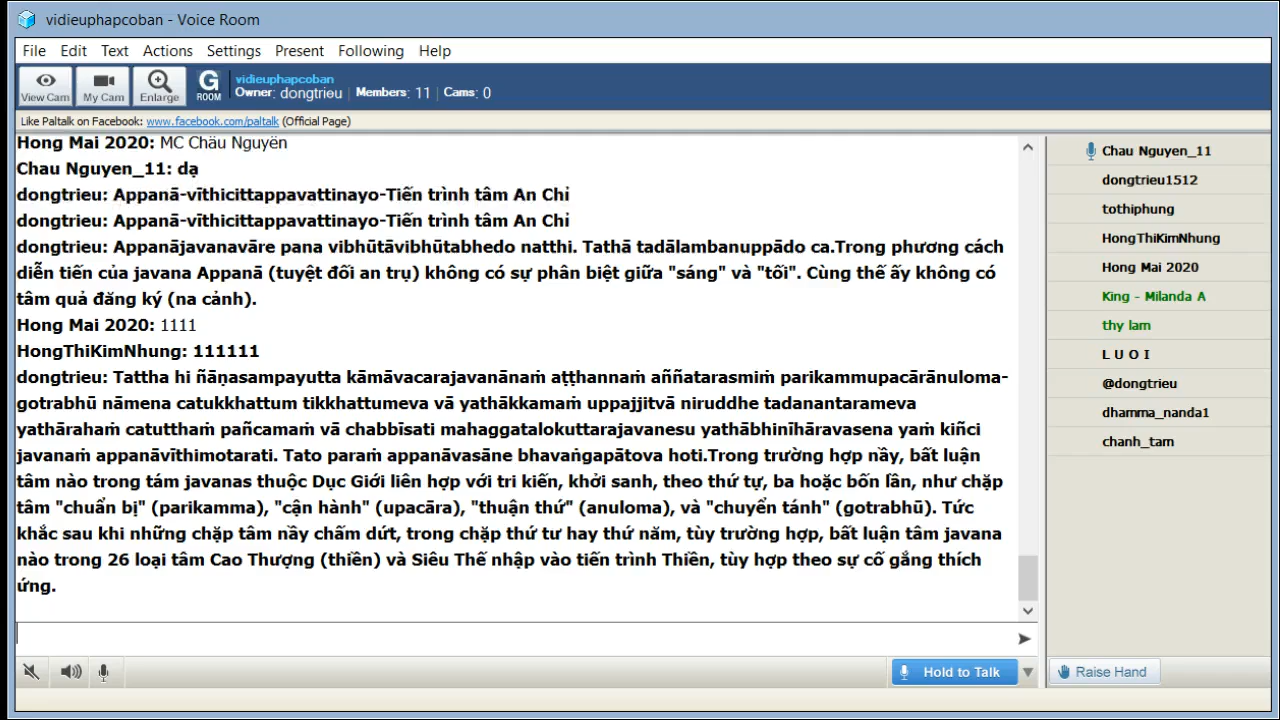 vidieuphapcoban - Voice Room
File Edit Text Actions Settings Present Following Help
View Cam My Cam Enlarge G ROOM
vidieuphapcoban
Owner: dongtrieu | Members: 11 | Cams: 0
Like Paltalk on Facebook: www.facebook.com/paltalk (Official Page)
Hong Mai 2020: MC Chäu Nguyën
Chau Nguyen_11: dạ
dongtrieu: Appanā-vīthicittappavattinayo-Tiến trình tâm An Chỉ
dongtrieu: Appanā-vīthicittappavattinayo-Tiến trình tâm An Chỉ
dongtrieu: Appanājavanavāre pana vibhūtāvibhūtabhedo natthi. Tathā tadālambanuppādo ca.Trong phương cách
diễn tiến của javana Appanā (tuyệt đối an trụ) không có sự phân biệt giữa "sáng" và "tối". Cùng thế ấy không có
tâm quả đăng ký (na cảnh).
Hong Mai 2020: 1111
HongThiKimNhung: 111111
dongtrieu: Tattha hi ñāṇasampayutta kāmāvacarajavanānaṁ aṭṭhannaṁ aññatarasmiṁ parikammupacārānuloma-
gotrabhū nāmena catukkhattum tikkhattumeva vā yathākkamaṁ uppajjitvā niruddhe tadanantarameva
yathārahaṁ catutthaṁ pañcamaṁ vā chabbīsati mahaggatalokuttarajavanesu yathābhinīhāravasena yaṁ kiñci
javanaṁ appanāvīthimotarati. Tato paraṁ appanāvasāne bhavaṅgapātova hoti.Trong trường hợp nầy, bất luận
tâm nào trong tám javanas thuộc Dục Giới liên hợp với tri kiến, khởi sanh, theo thứ tự, ba hoặc bốn lần, như chặp
tâm "chuẩn bị" (parikamma), "cận hành" (upacāra), "thuận thứ" (anuloma), và "chuyển tánh" (gotrabhū). Tức
khắc sau khi những chặp tâm nầy chấm dứt, trong chặp thứ tư hay thứ năm, tùy trường hợp, bất luận tâm javana
nào trong 26 loại tâm Cao Thượng (thiền) và Siêu Thế nhập vào tiến trình Thiền, tùy hợp theo sự cố gắng thích
ứng.
Chau Nguyen_11
dongtrieu1512
tothiphung
HongThiKimNhung
Hong Mai 2020
King - Milanda A
thy lam
L U O I
@dongtrieu
dhamma_nanda1
chanh_tam
Hold to Talk
Raise Hand